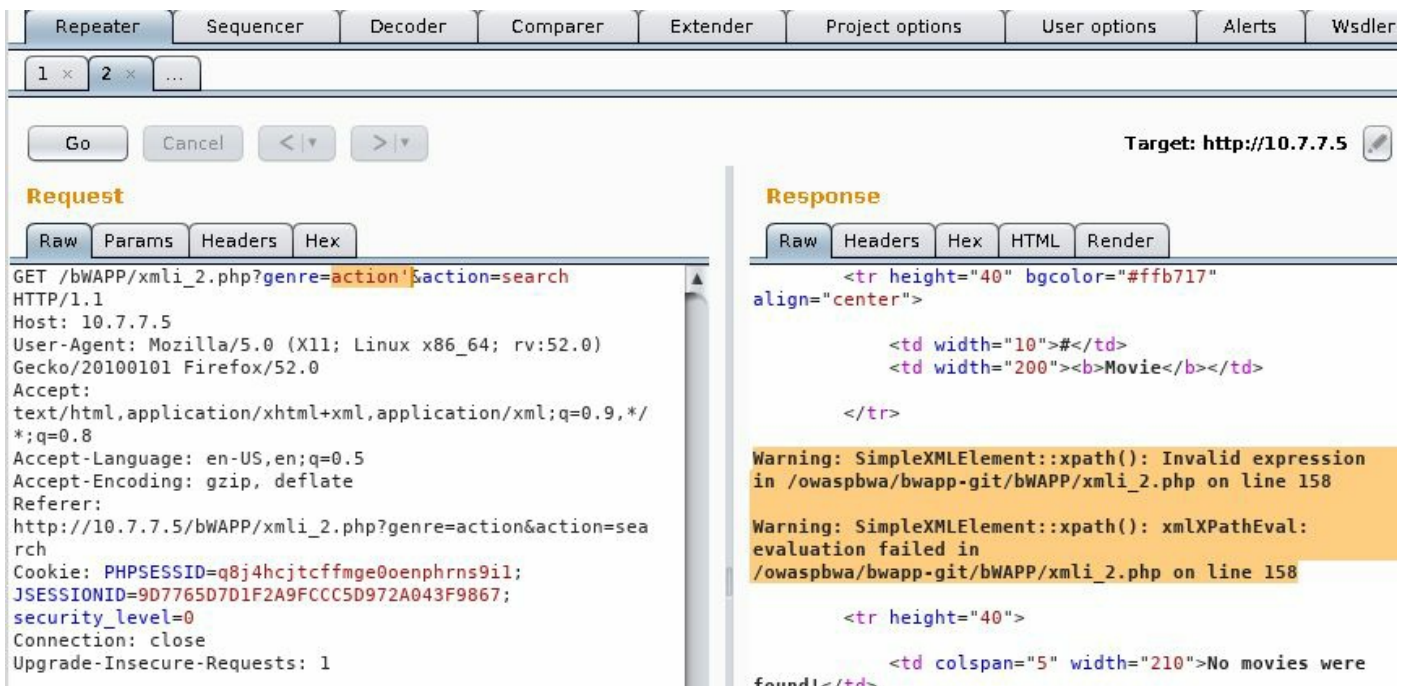 Repeater Sequencer Decoder Comparer Extender Project options User options Alerts Wsdler
1 × 2 × ...
Go Cancel < > Target: http://10.7.7.5
Request
Raw Params Headers Hex
GET /bWAPP/xmli_2.php?genre=action'&action=search
HTTP/1.1
Host: 10.7.7.5
User-Agent: Mozilla/5.0 (X11; Linux x86_64; rv:52.0)
Gecko/20100101 Firefox/52.0
Accept:
text/html,application/xhtml+xml,application/xml;q=0.9,*/
*;q=0.8
Accept-Language: en-US,en;q=0.5
Accept-Encoding: gzip, deflate
Referer:
http://10.7.7.5/bWAPP/xmli_2.php?genre=action&action=sea
rch
Cookie: PHPSESSID=q8j4hcjtcffmge0oenphrns9i1;
JSESSIONID=9D7765D7D1F2A9FCCC5D972A043F9867;
security_level=0
Connection: close
Upgrade-Insecure-Requests: 1
Response
Raw Headers Hex HTML Render
<tr height="40" bgcolor="#ffb717"
align="center">
<td width="10">#</td>
<td width="200"><b>Movie</b></td>
</tr>
Warning: SimpleXMLElement::xpath(): Invalid expression
in /owaspbwa/bwapp-git/bWAPP/xmli_2.php on line 158
Warning: SimpleXMLElement::xpath(): xmlXPathEval:
evaluation failed in
/owaspbwa/bwapp-git/bWAPP/xmli_2.php on line 158
<tr height="40">
<td colspan="5" width="210">No movies were
found!</td>